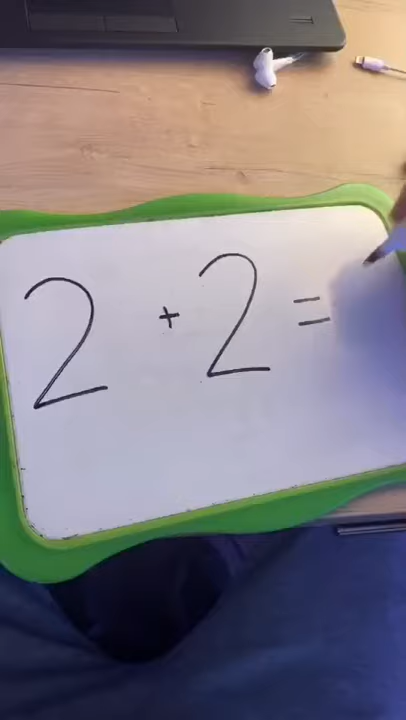 2 + 2 =